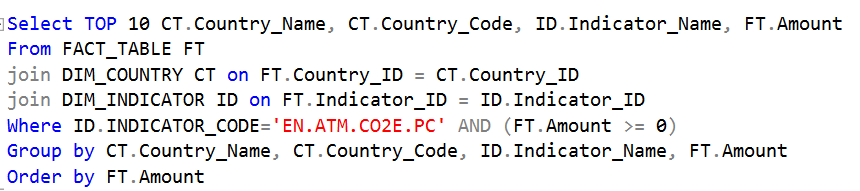 Select TOP 10 CT.Country_Name, CT.Country_Code, ID.Indicator_Name, FT.Amount
From FACT_TABLE FT
join DIM_COUNTRY CT on FT.Country_ID = CT.Country_ID
join DIM_INDICATOR ID on FT.Indicator_ID = ID.Indicator_ID
Where ID.INDICATOR_CODE='EN.ATM.CO2E.PC' AND (FT.Amount >= 0)
Group by CT.Country_Name, CT.Country_Code, ID.Indicator_Name, FT.Amount
Order by FT.Amount